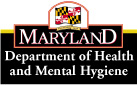 MARYLAND
Department of Health
and Mental Hygiene